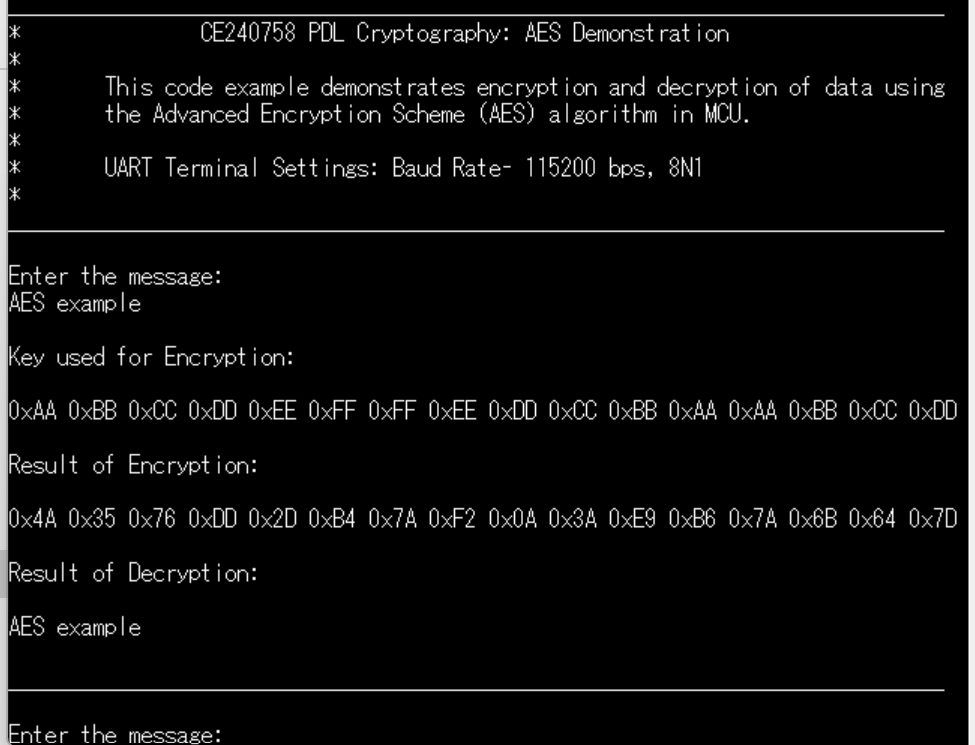 * CE240758 PDL Cryptography: AES Demonstration
*
* This code example demonstrates encryption and decryption of data using
* the Advanced Encryption Scheme (AES) algorithm in MCU.
*
* UART Terminal Settings: Baud Rate- 115200 bps, 8N1
*
Enter the message:
AES example
Key used for Encryption:
0xAA 0xBB 0xCC 0xDD 0xEE 0xFF 0xFF 0xEE 0xDD 0xCC 0xBB 0xAA 0xAA 0xBB 0xCC 0xDD
Result of Encryption:
0x4A 0x35 0x76 0xDD 0x2D 0xB4 0x7A 0xF2 0x0A 0x3A 0xE9 0xB6 0x7A 0x6B 0x64 0x7D
Result of Decryption:
AES example
Enter the message: